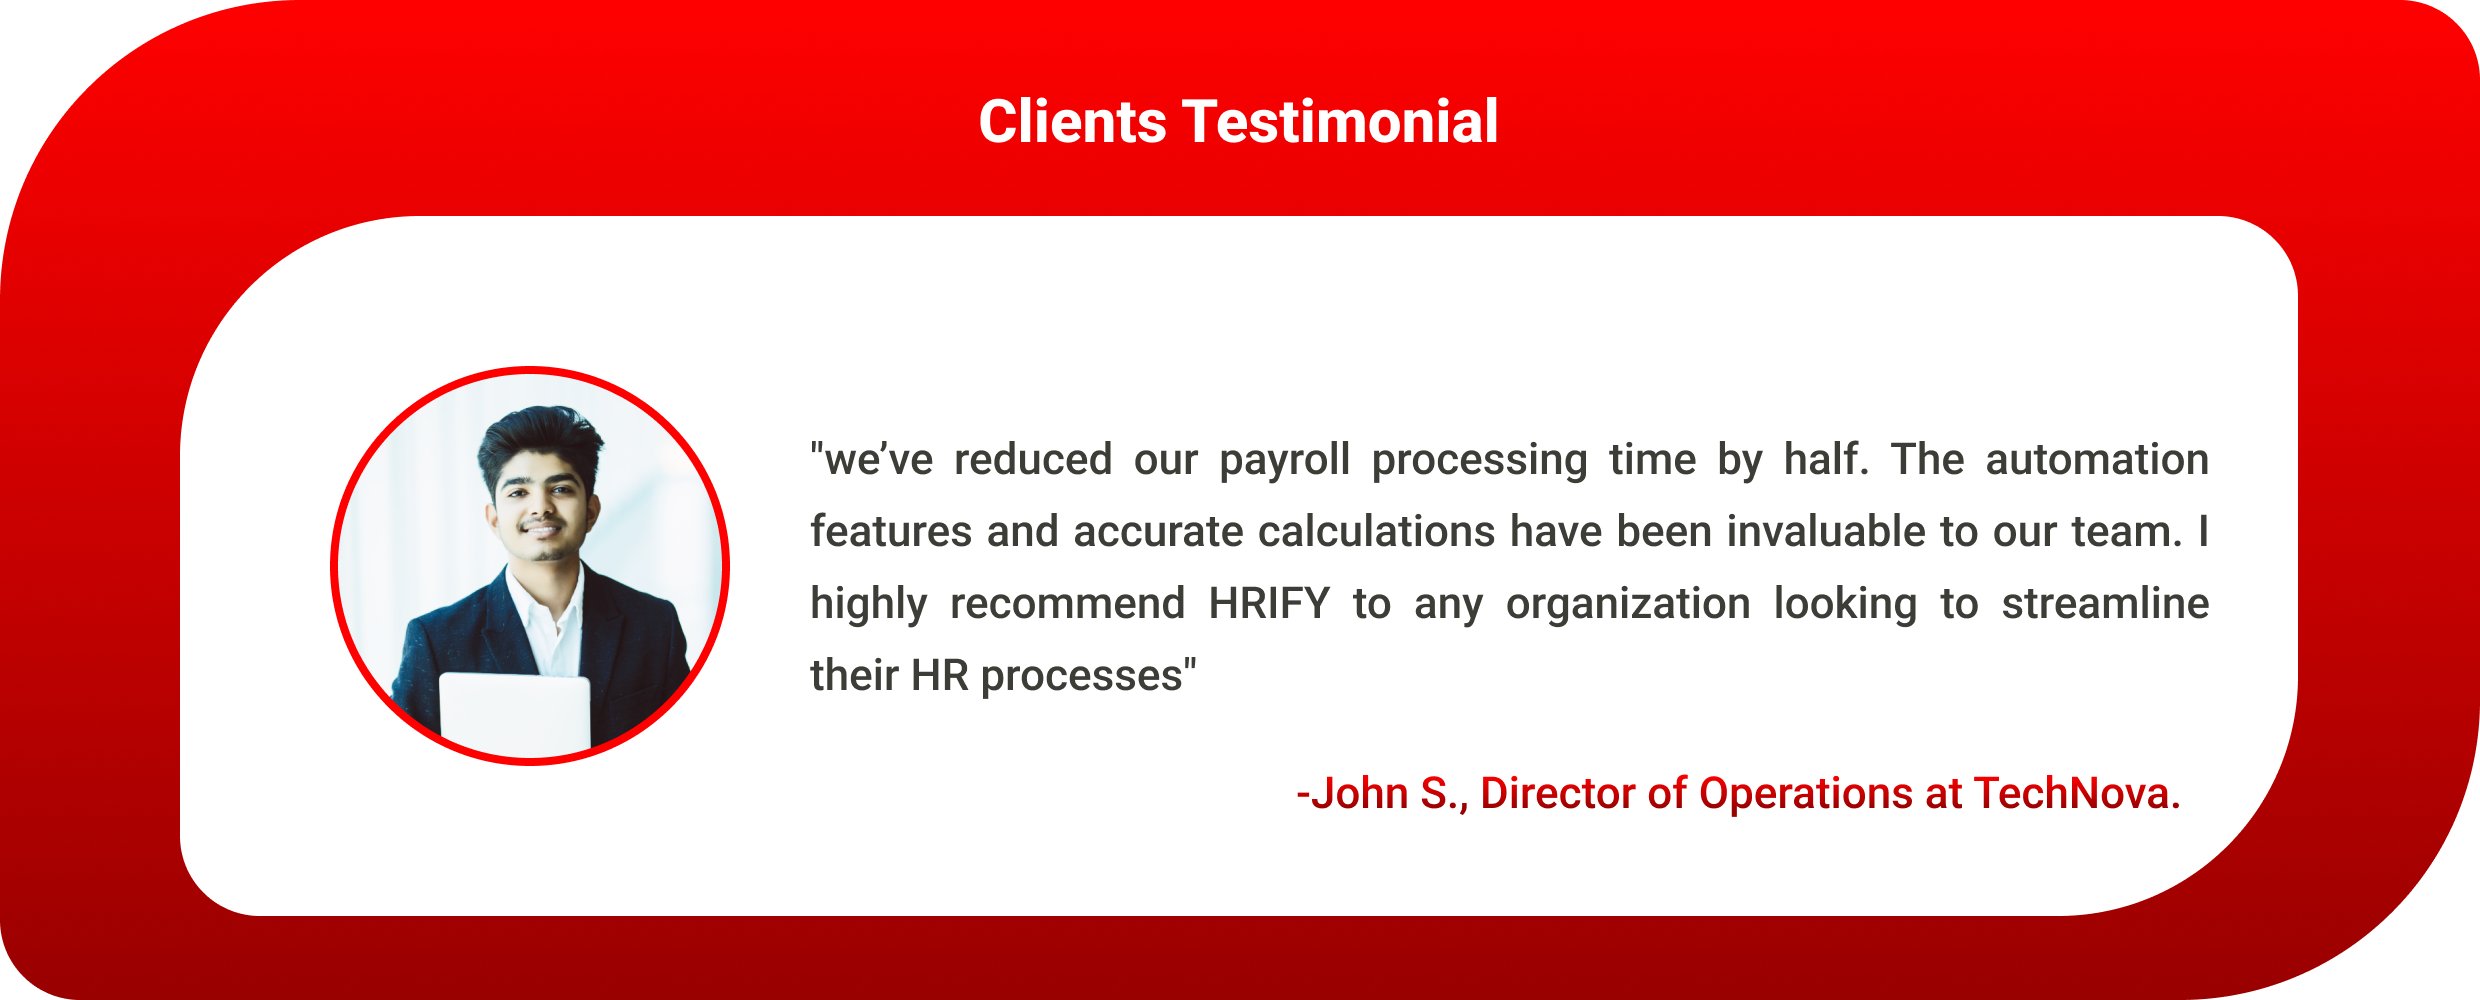 Clients Testimonial
"we’ve reduced our payroll processing time by half. The automation
features and accurate calculations have been invaluable to our team. I
highly recommend HRIFY to any organization looking to streamline
their HR processes"
-John S., Director of Operations at TechNova.